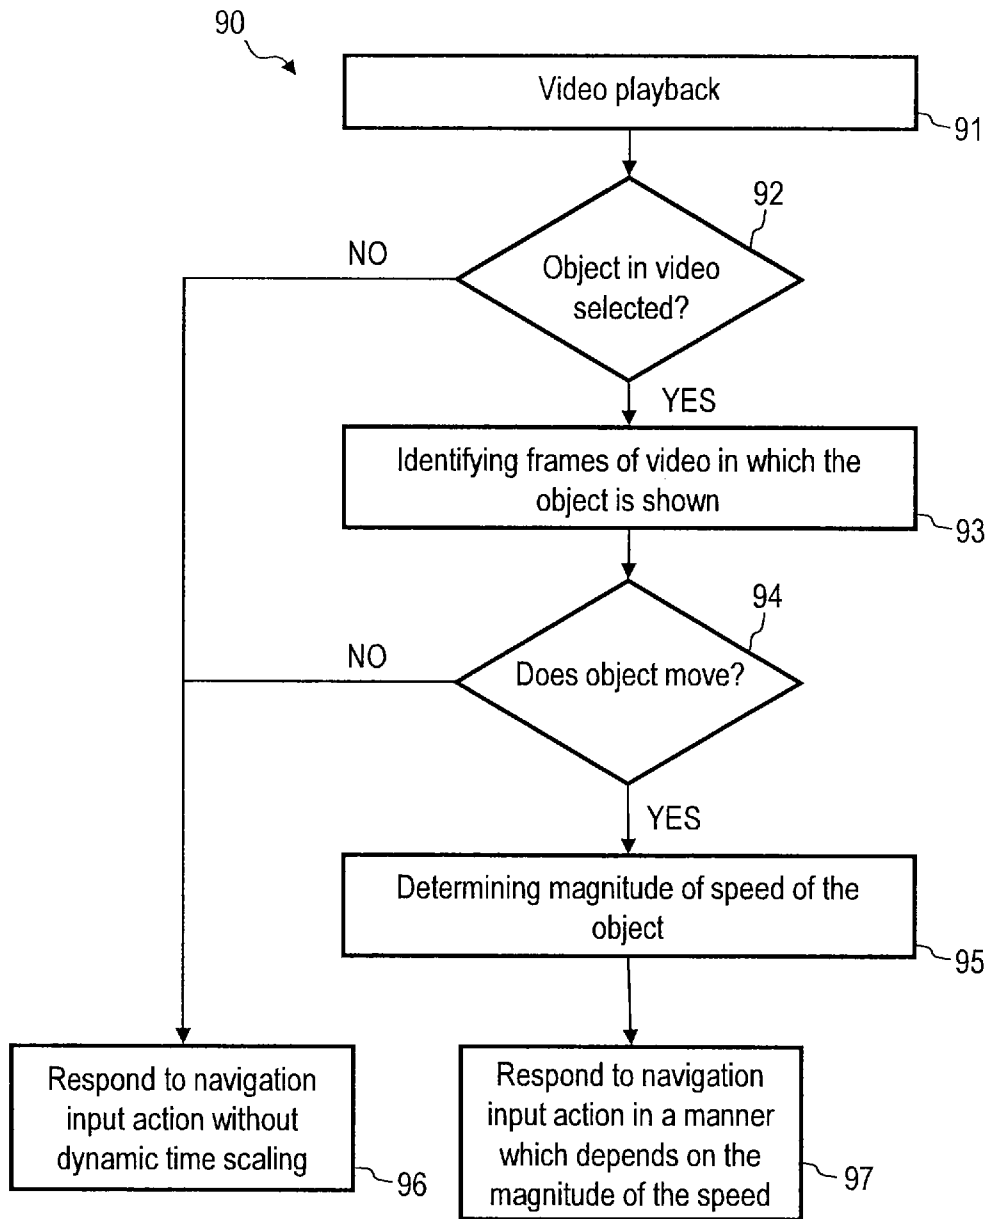 90
Video playback
91
92
NO
Object in video
selected?
YES
Identifying frames of video in which the
object is shown
93
94
NO
Does object move?
YES
Determining magnitude of speed of the
object
95
Respond to navigation
input action without
dynamic time scaling
96
Respond to navigation
input action in a manner
which depends on the
magnitude of the speed
97